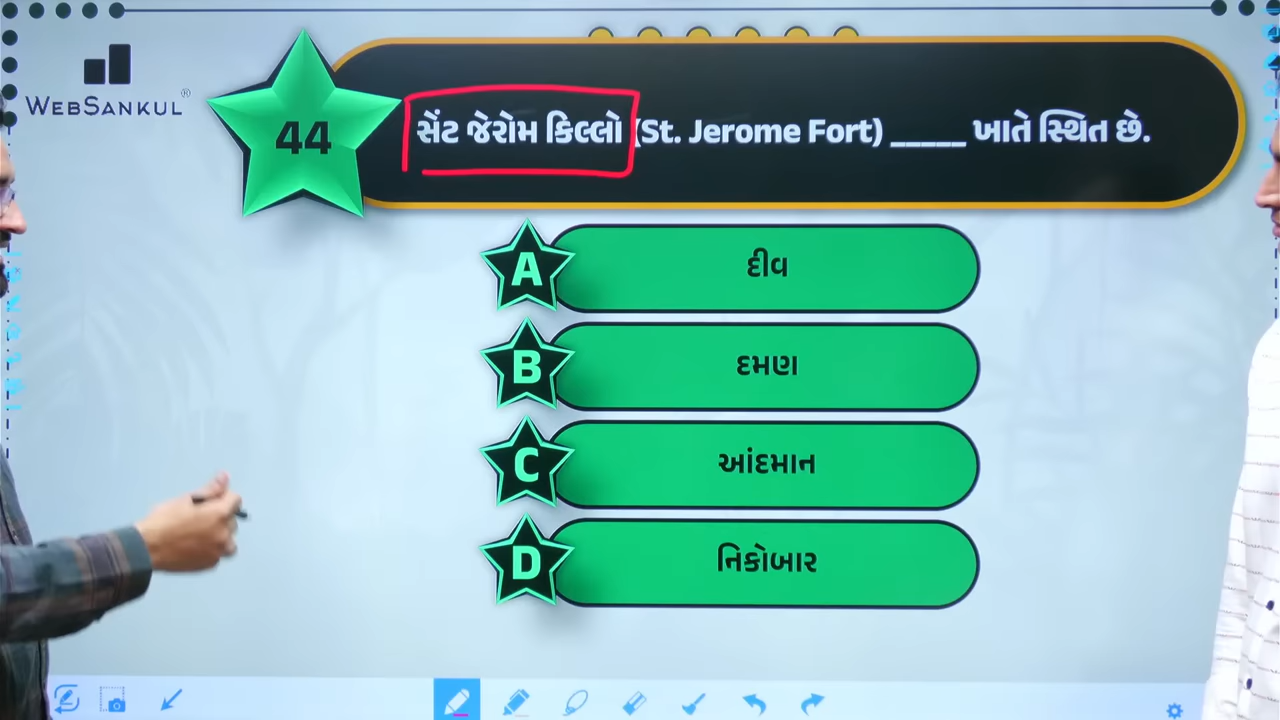 WEBSANKUL®
44
સેંટ જેરોમ કિલ્લો (St. Jerome Fort) _____ ખાતે સ્થિત છે.
A દીવ
B દમણ
C આંદમાન
D નિકોબાર